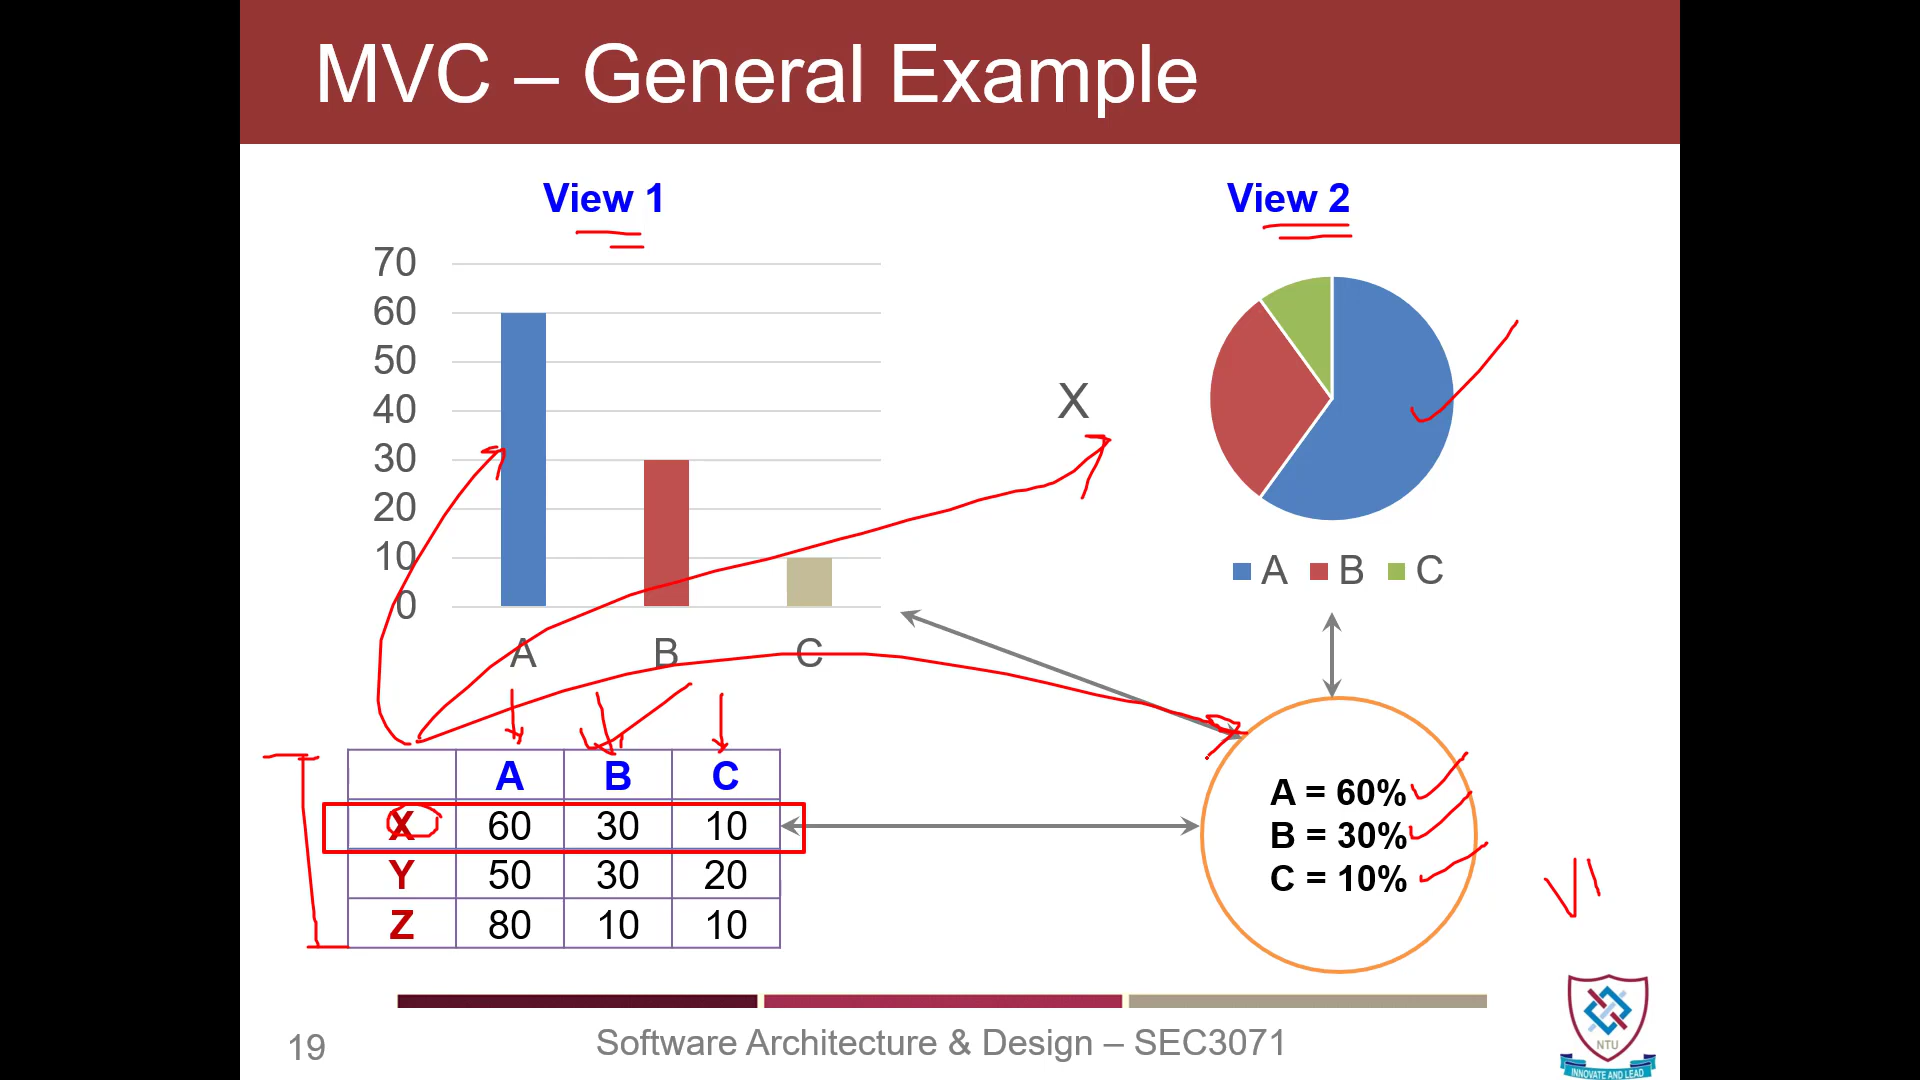 MVC – General Example
View 1
View 2
70
60
50
40
30
20
10
0
A B C
X
A B C
A B C
X 60 30 10
Y 50 30 20
Z 80 10 10
A = 60%
B = 30%
C = 10%
19
Software Architecture & Design – SEC3071
NTU
INNOVATE AND LEAD